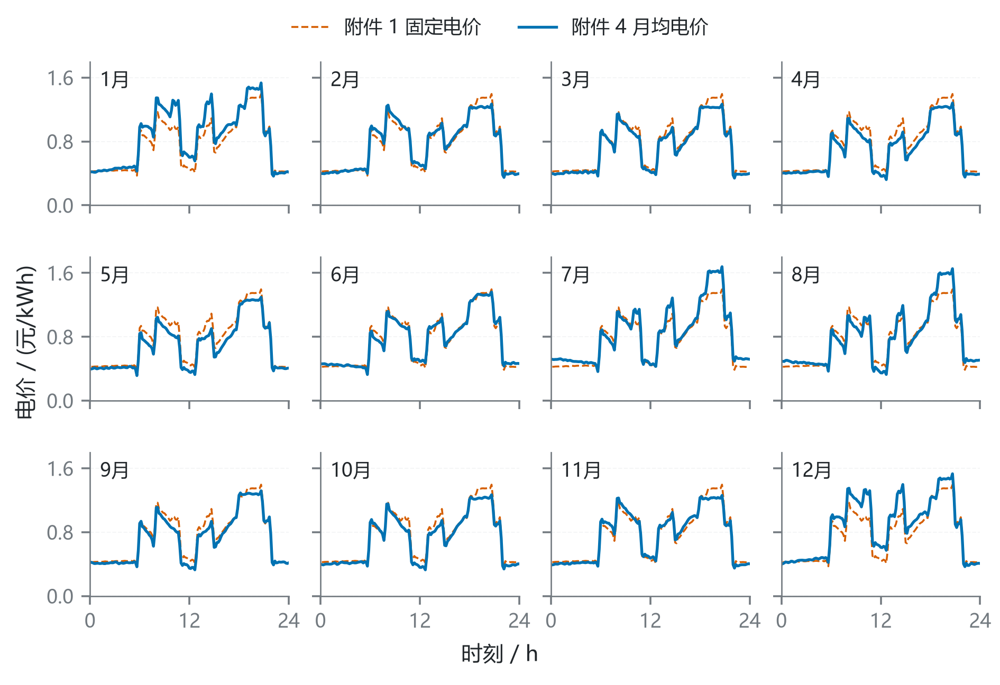 附件 1 固定电价 附件 4 月均电价
1.6 1月 2月 3月 4月
0.8
0.0
1.6 5月 6月 7月 8月
0.8
0.0
电价 / (元/kWh)
1.6 9月 10月 11月 12月
0.8
0.0
0 12 24 0 12 24 0 12 24 0 12 24
时刻 / h